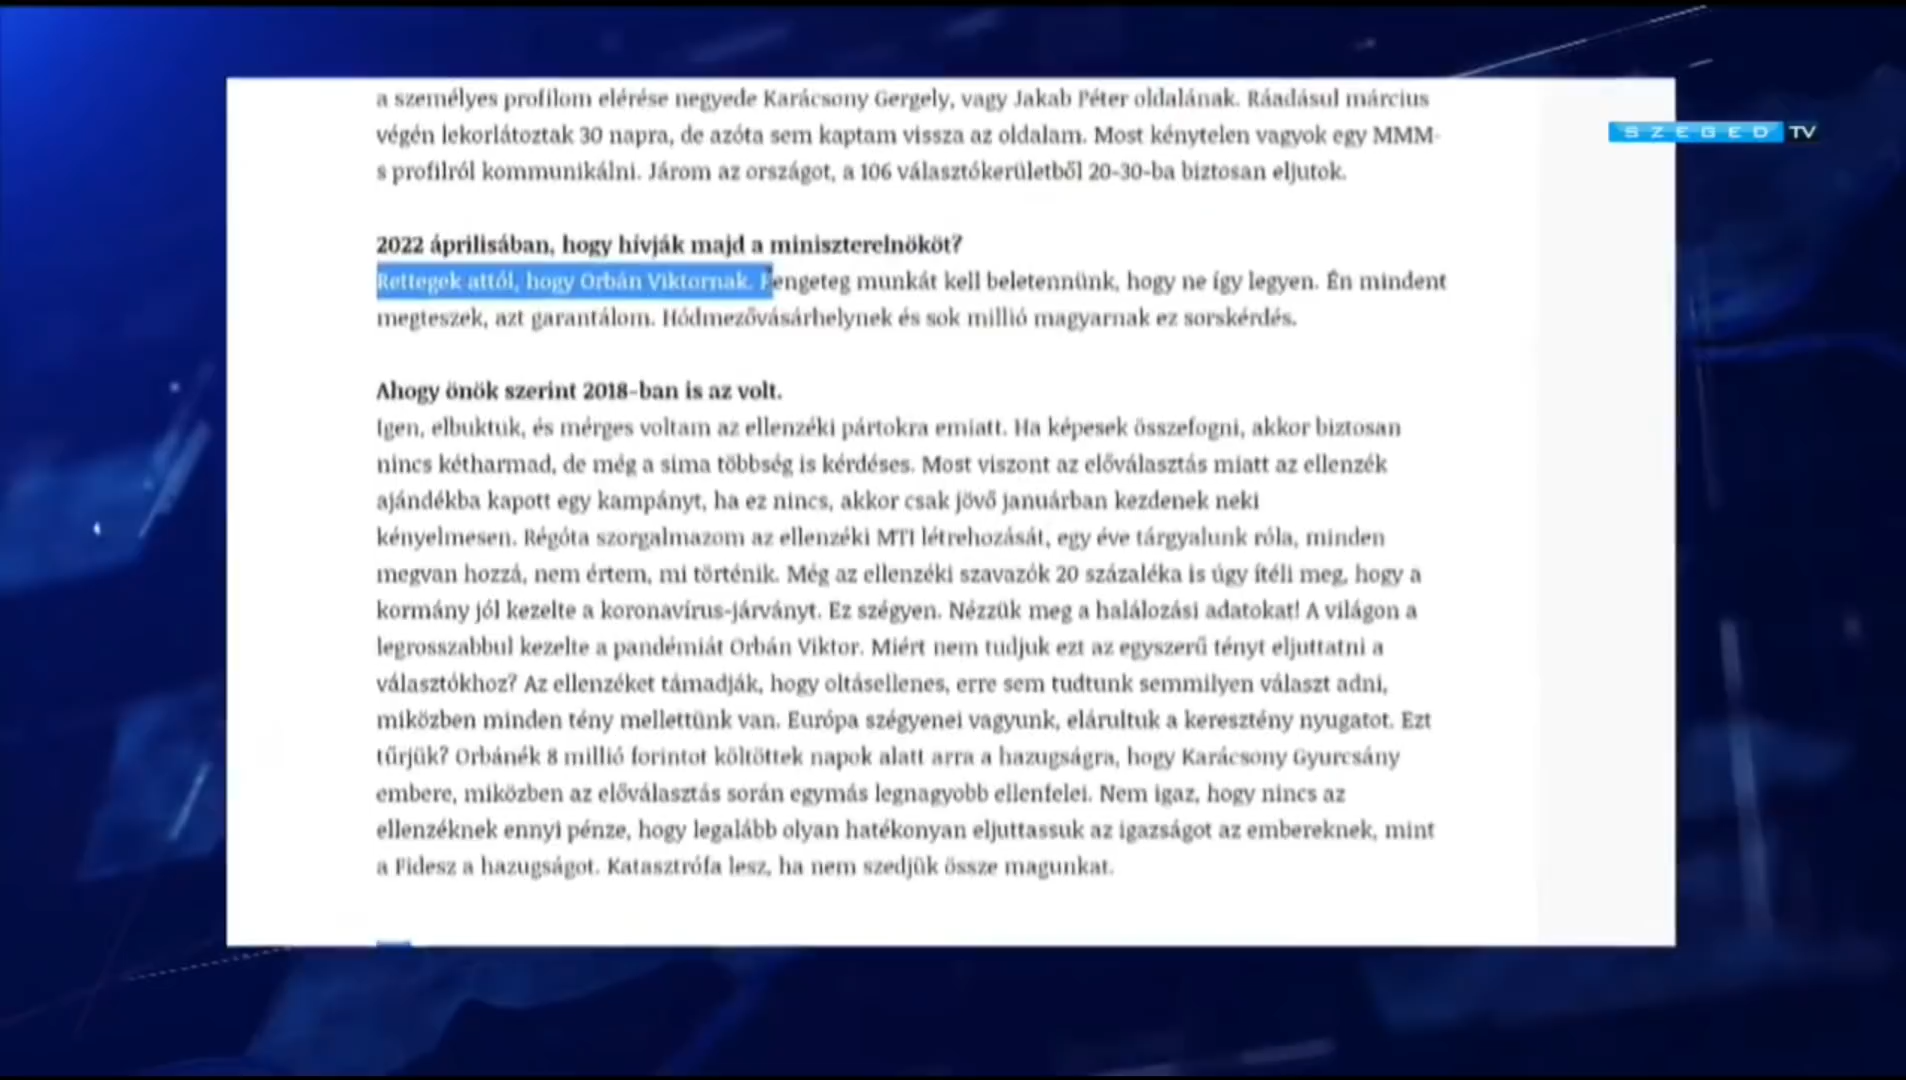 a személyes profilom elérése negyede Karácsony Gergely, vagy Jakab Péter oldalának. Ráadásul március
végén lekorlátoztak 30 napra, de azóta sem kaptam vissza az oldalam. Most kénytelen vagyok egy MMM-
SZEGED TV
s profilról kommunikálni. Járom az országot, a 106 választókerületből 20-30-ba biztosan eljutok.
2022 áprilisában, hogy hívják majd a miniszterelnököt?
Rettegek attól, hogy Orbán Viktornak. Rengeteg munkát kell beletennünk, hogy ne így legyen. Én mindent
megteszek, azt garantálom. Hódmezővásárhelynek és sok millió magyarnak ez sorskérdés.
Ahogy önök szerint 2018-ban is az volt.
Igen, elbuktuk, és mérges voltam az ellenzéki pártokra emiatt. Ha képesek összefogni, akkor biztosan
nincs kétharmad, de még a sima többség is kérdéses. Most viszont az előválasztás miatt az ellenzék
ajándékba kapott egy kampányt, ha ez nincs, akkor csak jövő januárban kezdenek neki
kényelmesen. Régóta szorgalmazom az ellenzéki MTI létrehozását, egy éve tárgyalunk róla, minden
megvan hozzá, nem értem, mi történik. Még az ellenzéki szavazók 20 százaléka is úgy ítéli meg, hogy a
kormány jól kezelte a koronavírus-járványt. Ez szégyen. Nézzük meg a halálozási adatokat! A világon a
legrosszabbul kezelte a pandémiát Orbán Viktor. Miért nem tudjuk ezt az egyszerű tényt eljuttatni a
választókhoz? Az ellenzéket támadják, hogy oltásellenes, erre sem tudtunk semmilyen választ adni,
miközben minden tény mellettünk van. Európa szégyenei vagyunk, elárultuk a keresztény nyugatot. Ezt
tűrjük? Orbánék 8 millió forintot költöttek napok alatt arra a hazugságra, hogy Karácsony Gyurcsány
embere, miközben az előválasztás során egymás legnagyobb ellenfelei. Nem igaz, hogy nincs az
ellenzéknek ennyi pénze, hogy legalább olyan hatékonyan eljuttassuk az igazságot az embereknek, mint
a Fidesz a hazugságot. Katasztrófa lesz, ha nem szedjük össze magunkat.